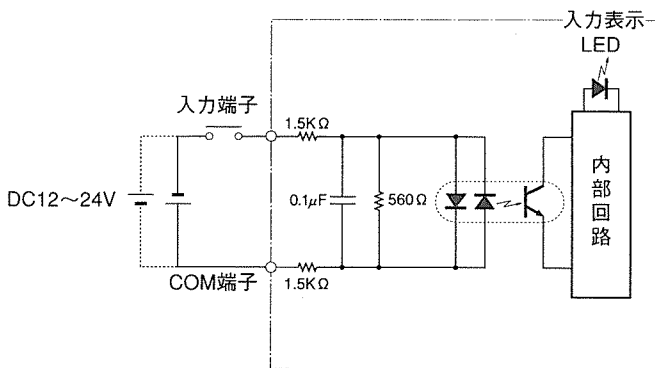 入力表示
LED
入力端子
1.5KΩ
DC12〜24V
0.1μF
560Ω
内部回路
COM端子
1.5KΩ